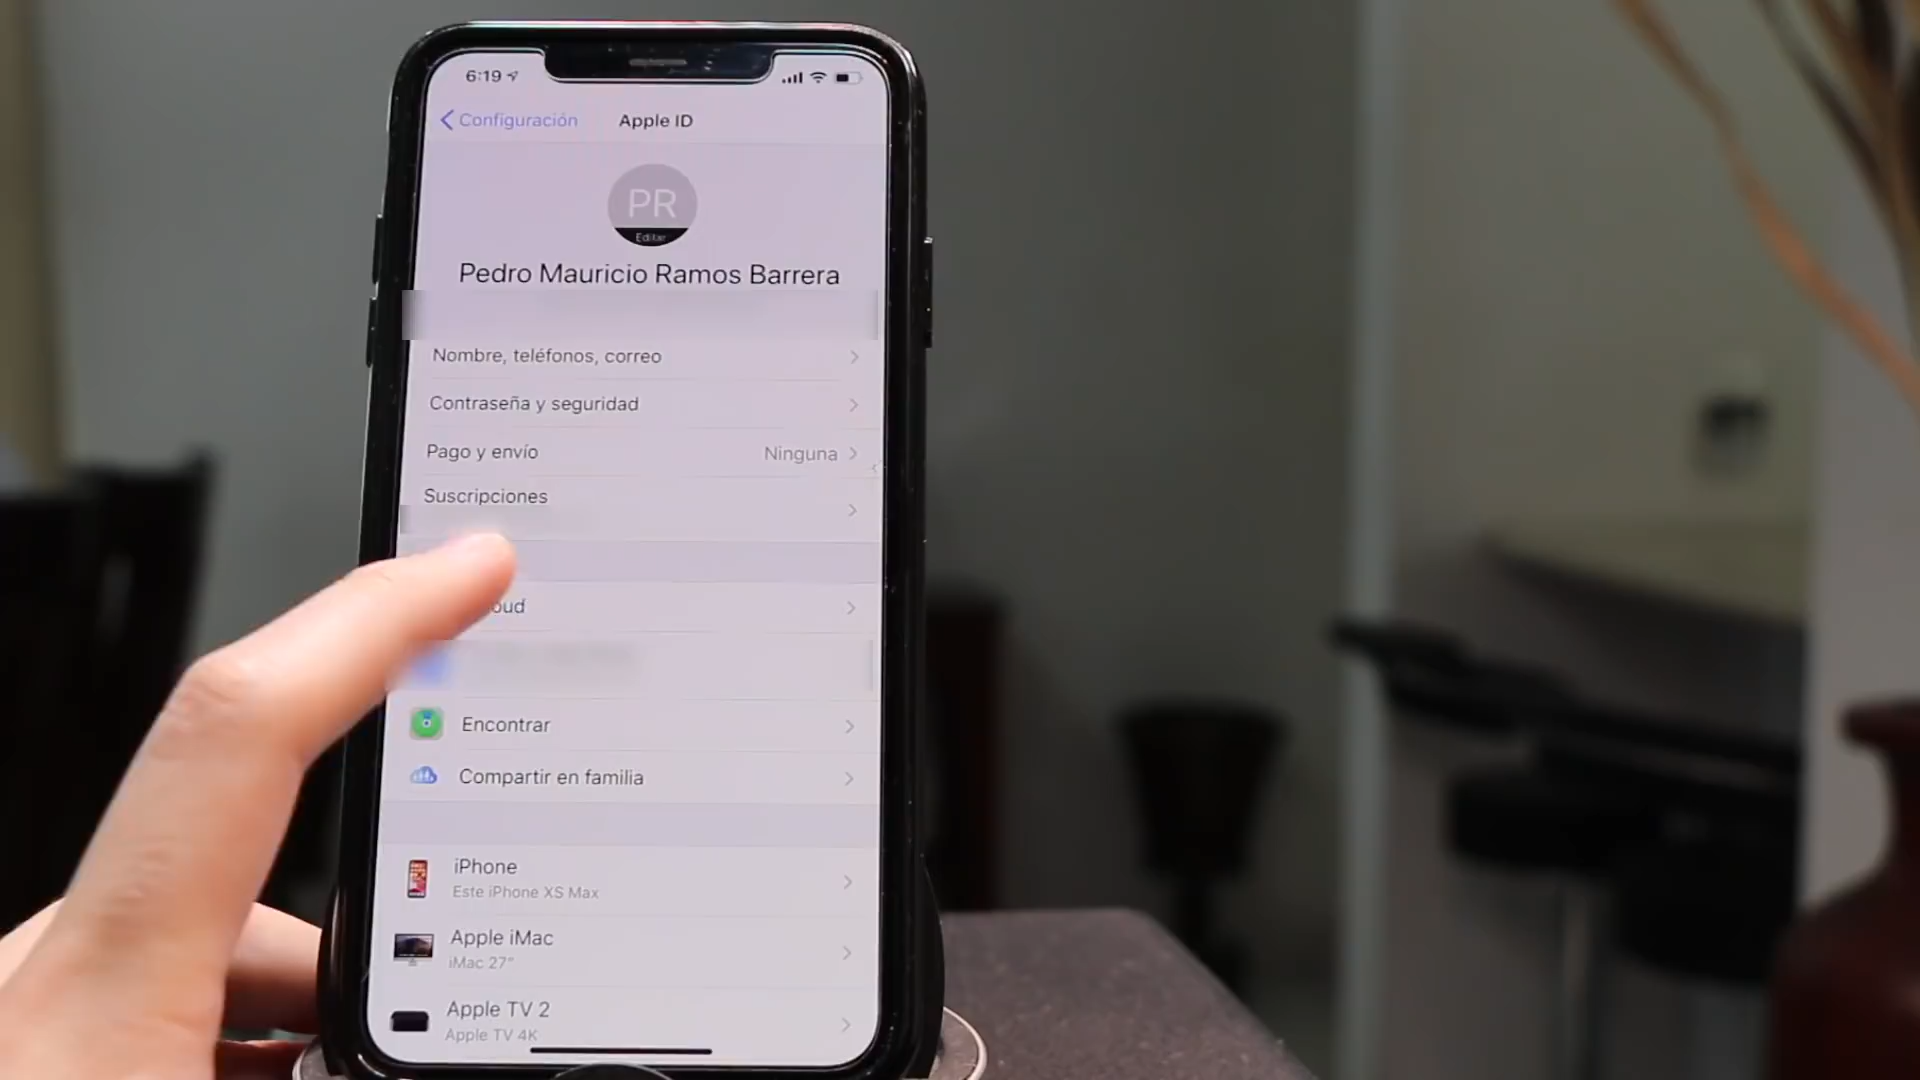 6:19
Configuración
Apple ID
PR
Editar
Pedro Mauricio Ramos Barrera
Nombre, teléfonos, correo
Contraseña y seguridad
Pago y envío
Ninguna
Suscripciones
oud
Encontrar
Compartir en familia
iPhone
Este iPhone XS Max
Apple iMac
iMac 27"
Apple TV 2
Apple TV 4K